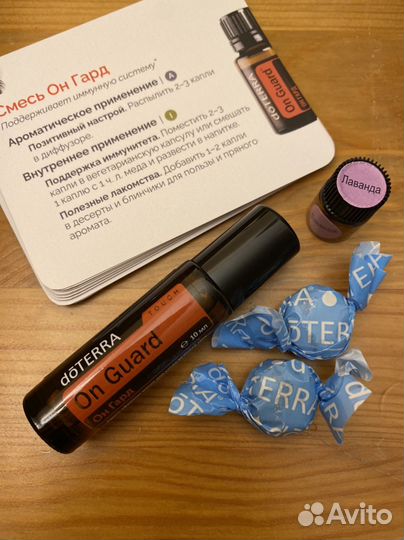 Смесь Он Гард
Поддерживает иммунную систему*
Ароматическое применение | A
Позитивный настрой. Распылить 2–3 капли
в диффузоре.
Внутреннее применение | I
Поддержка иммунитета. Поместить 2–3
капли в вегетарианскую капсулу или смешать
1 каплю с 1 ч. л. меда и развести в напитке.
Полезные лакомства. Добавить 1–2 капли
в десерты и блинчики для пользы и пряного
аромата.
dōTERRA
On Guard
Лаванда
dōTERRA
On Guard
TOUCH
Он Гард
10 мл
dōTERRA
dōTERRA
Avito